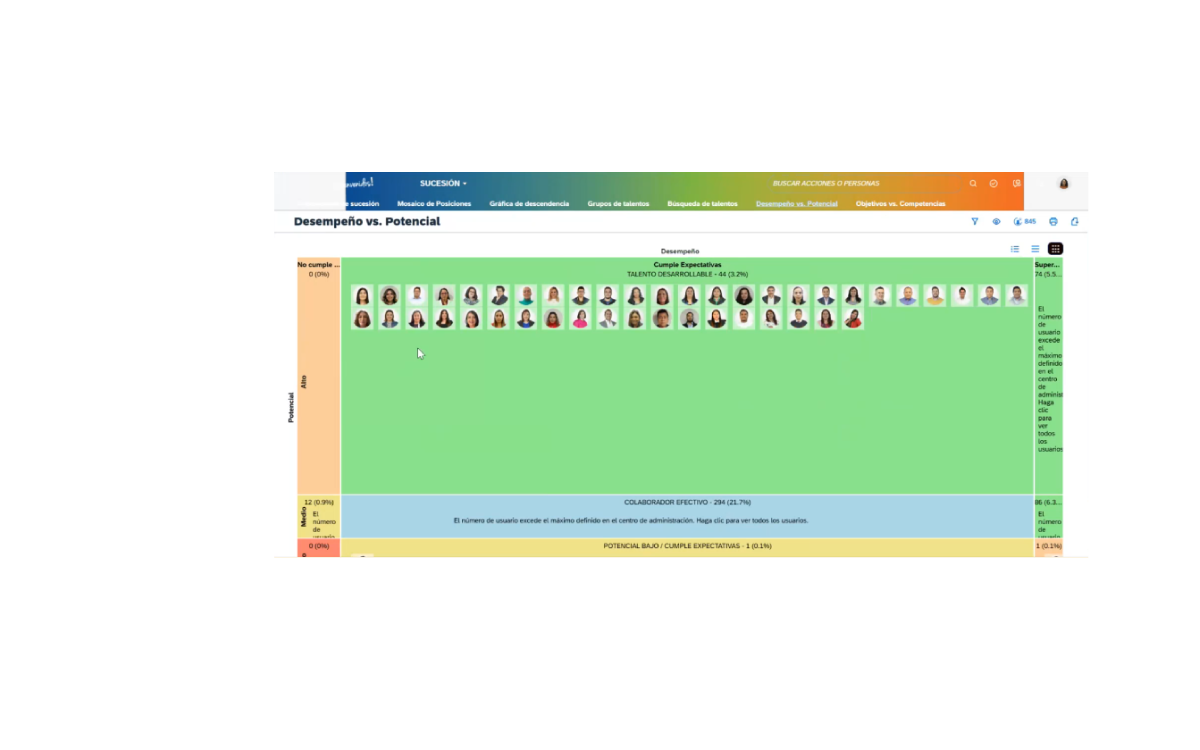 SUCESIÓN
BUSCAR ACCIONES O PERSONAS
sucesión
Mosaico de Posiciones
Gráfica de descendencia
Grupos de talentos
Búsqueda de talentos
Desempeño vs. Potencial
Objetivos vs. Competencias
Desempeño vs. Potencial
845
Desempeño
No cumple ...
0 (0%)
Cumple Expectativas
TALENTO DESARROLLABLE - 44 (3.2%)
Super...
74 (5.5...
El
número
de
usuario
excede
el
máximo
definido
en el
centro
de
Haga
clic
para
ver
todos
los
usuarios
Potencial
Alto
12 (0.9%)
El
número
de
Medio
COLABORADOR EFECTIVO - 294 (21.7%)
El número de usuario excede el máximo definido en el centro de administración. Haga clic para ver todos los usuarios.
86 (6.3...
El
número
de
0 (0%)
POTENCIAL BAJO / CUMPLE EXPECTATIVAS - 1 (0.1%)
1 (0.1%)